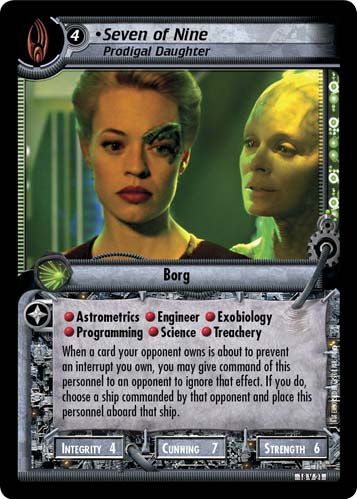 4
•Seven of Nine
Prodigal Daughter
Borg
Astrometrics Engineer Exobiology
Programming Science Treachery
When a card your opponent owns is about to prevent
an interrupt you own, you may give command of this
personnel to an opponent to ignore that effect. If you do,
choose a ship commanded by that opponent and place this
personnel aboard that ship.
INTEGRITY 4 CUNNING 7 STRENGTH 6
18 V 21